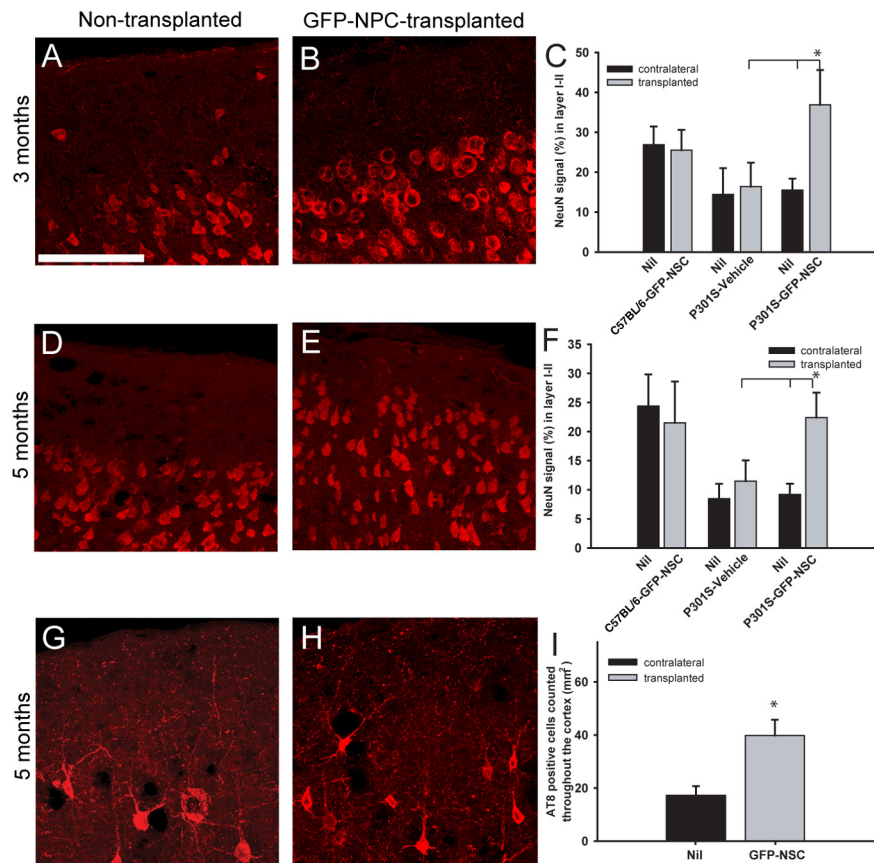 Non-transplanted
GFP-NPC-transplanted
A
B
C
3 months
NeuN signal (%) in layer I-II
50
40
30
20
10
0
contralateral
transplanted
*
Nil
C57BL/6-GFP-NSC
Nil
P301S-Vehicle
Nil
P301S-GFP-NSC
D
E
F
5 months
NeuN signal (%) in layer I-II
35
30
25
20
15
10
5
0
contralateral
transplanted
*
Nil
C57BL/6-GFP-NSC
Nil
P301S-Vehicle
Nil
P301S-GFP-NSC
G
H
I
5 months
AT8 positive cells counted
throughout the cortex (mm²)
60
40
20
0
contralateral
transplanted
*
Nil
GFP-NSC